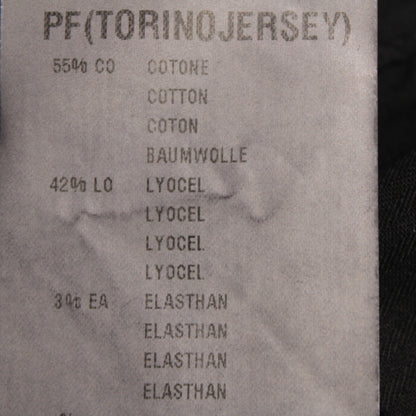 PF(TORINOJERSEY)
55% CO COTONE
COTTON
COTON
BAUMWOLLE
42% LO LYOCEL
LYOCEL
LYOCEL
LYOCEL
3% EA ELASTHAN
ELASTHAN
ELASTHAN
ELASTHAN